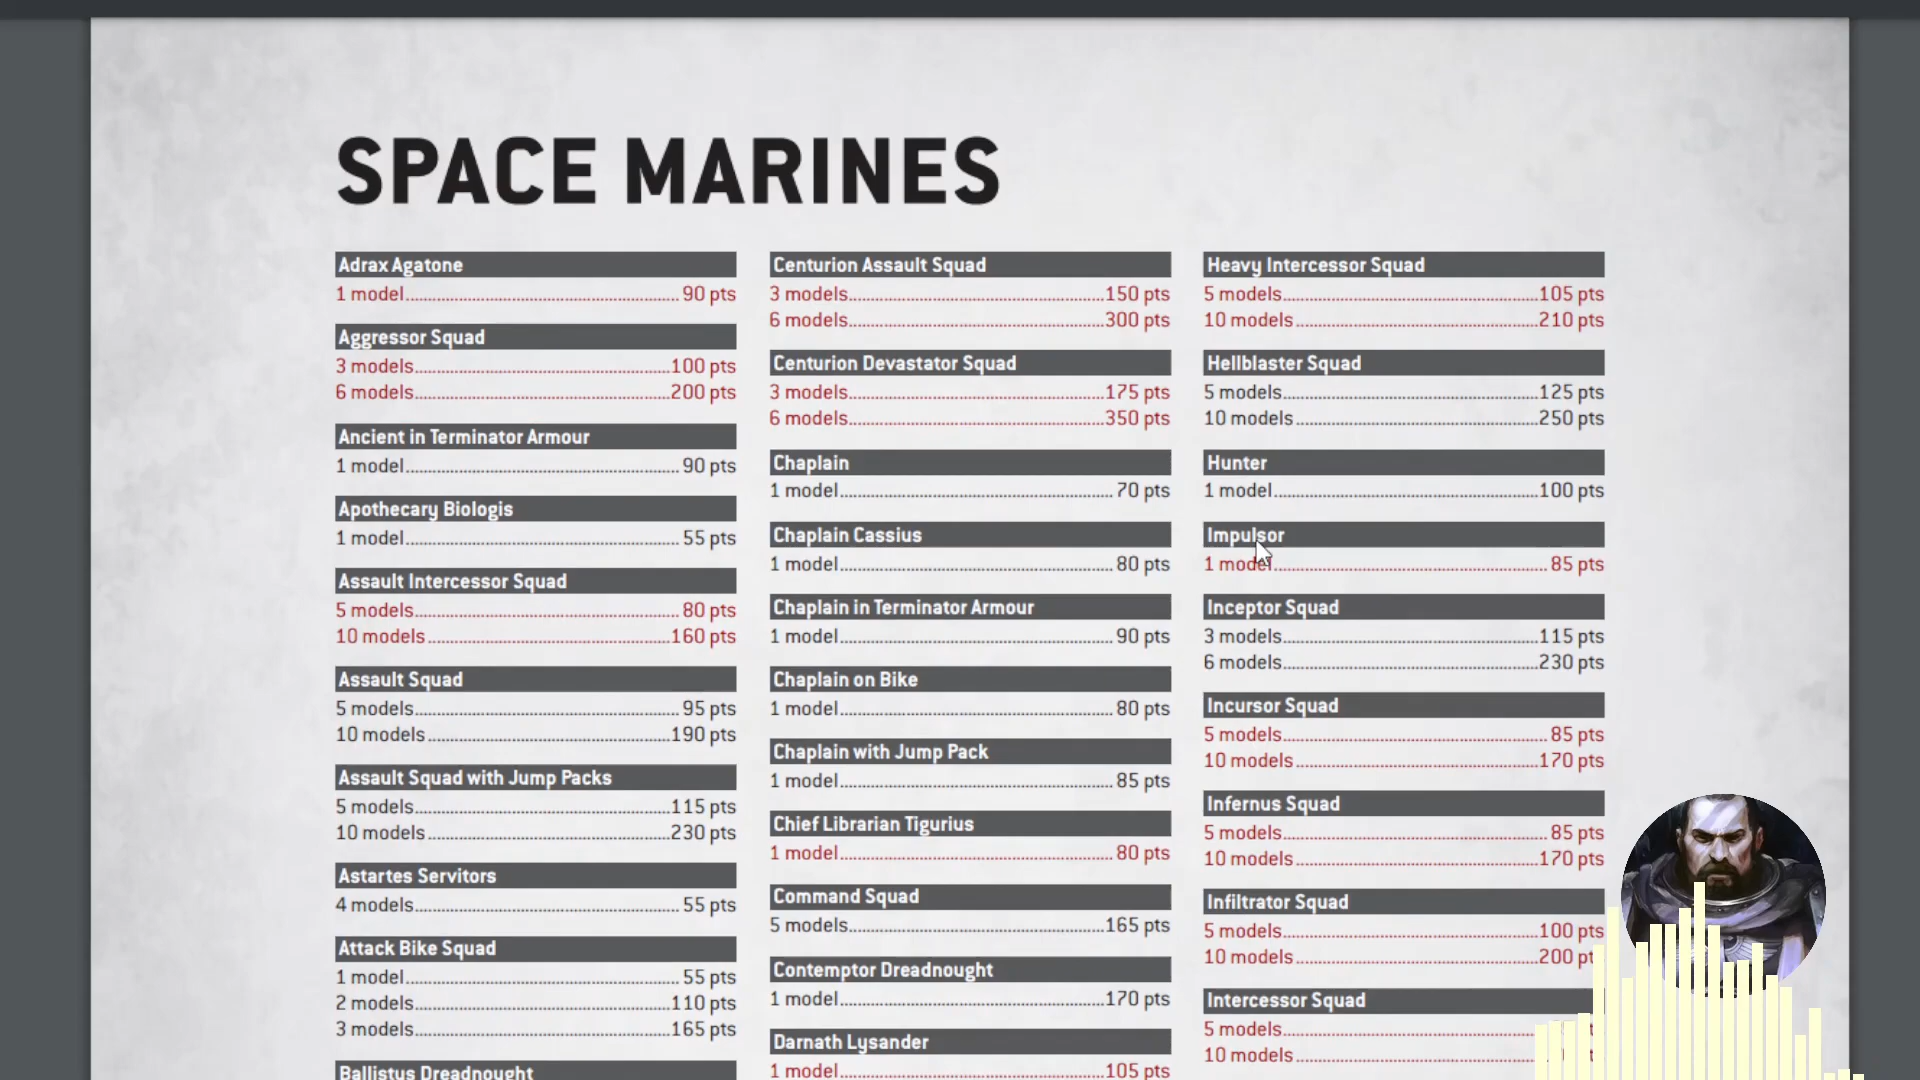 SPACE MARINES
Adrax Agatone
1 model 90 pts
Aggressor Squad
3 models 100 pts
6 models 200 pts
Ancient in Terminator Armour
1 model 90 pts
Apothecary Biologis
1 model 55 pts
Assault Intercessor Squad
5 models 80 pts
10 models 160 pts
Assault Squad
5 models 95 pts
10 models 190 pts
Assault Squad with Jump Packs
5 models 115 pts
10 models 230 pts
Astartes Servitors
4 models 55 pts
Attack Bike Squad
1 model 55 pts
2 models 110 pts
3 models 165 pts
Ballistus Dreadnought
Centurion Assault Squad
3 models 150 pts
6 models 300 pts
Centurion Devastator Squad
3 models 175 pts
6 models 350 pts
Chaplain
1 model 70 pts
Chaplain Cassius
1 model 80 pts
Chaplain in Terminator Armour
1 model 90 pts
Chaplain on Bike
1 model 80 pts
Chaplain with Jump Pack
1 model 85 pts
Chief Librarian Tigurius
1 model 80 pts
Command Squad
5 models 165 pts
Contemptor Dreadnought
1 model 170 pts
Darnath Lysander
1 model 105 pts
Heavy Intercessor Squad
5 models 105 pts
10 models 210 pts
Hellblaster Squad
5 models 125 pts
10 models 250 pts
Hunter
1 model 100 pts
Impulsor
1 model 85 pts
Inceptor Squad
3 models 115 pts
6 models 230 pts
Incursor Squad
5 models 85 pts
10 models 170 pts
Infernus Squad
5 models 85 pts
10 models 170 pts
Infiltrator Squad
5 models 100 pts
10 models 200
Intercessor Squad
5 models
10 models